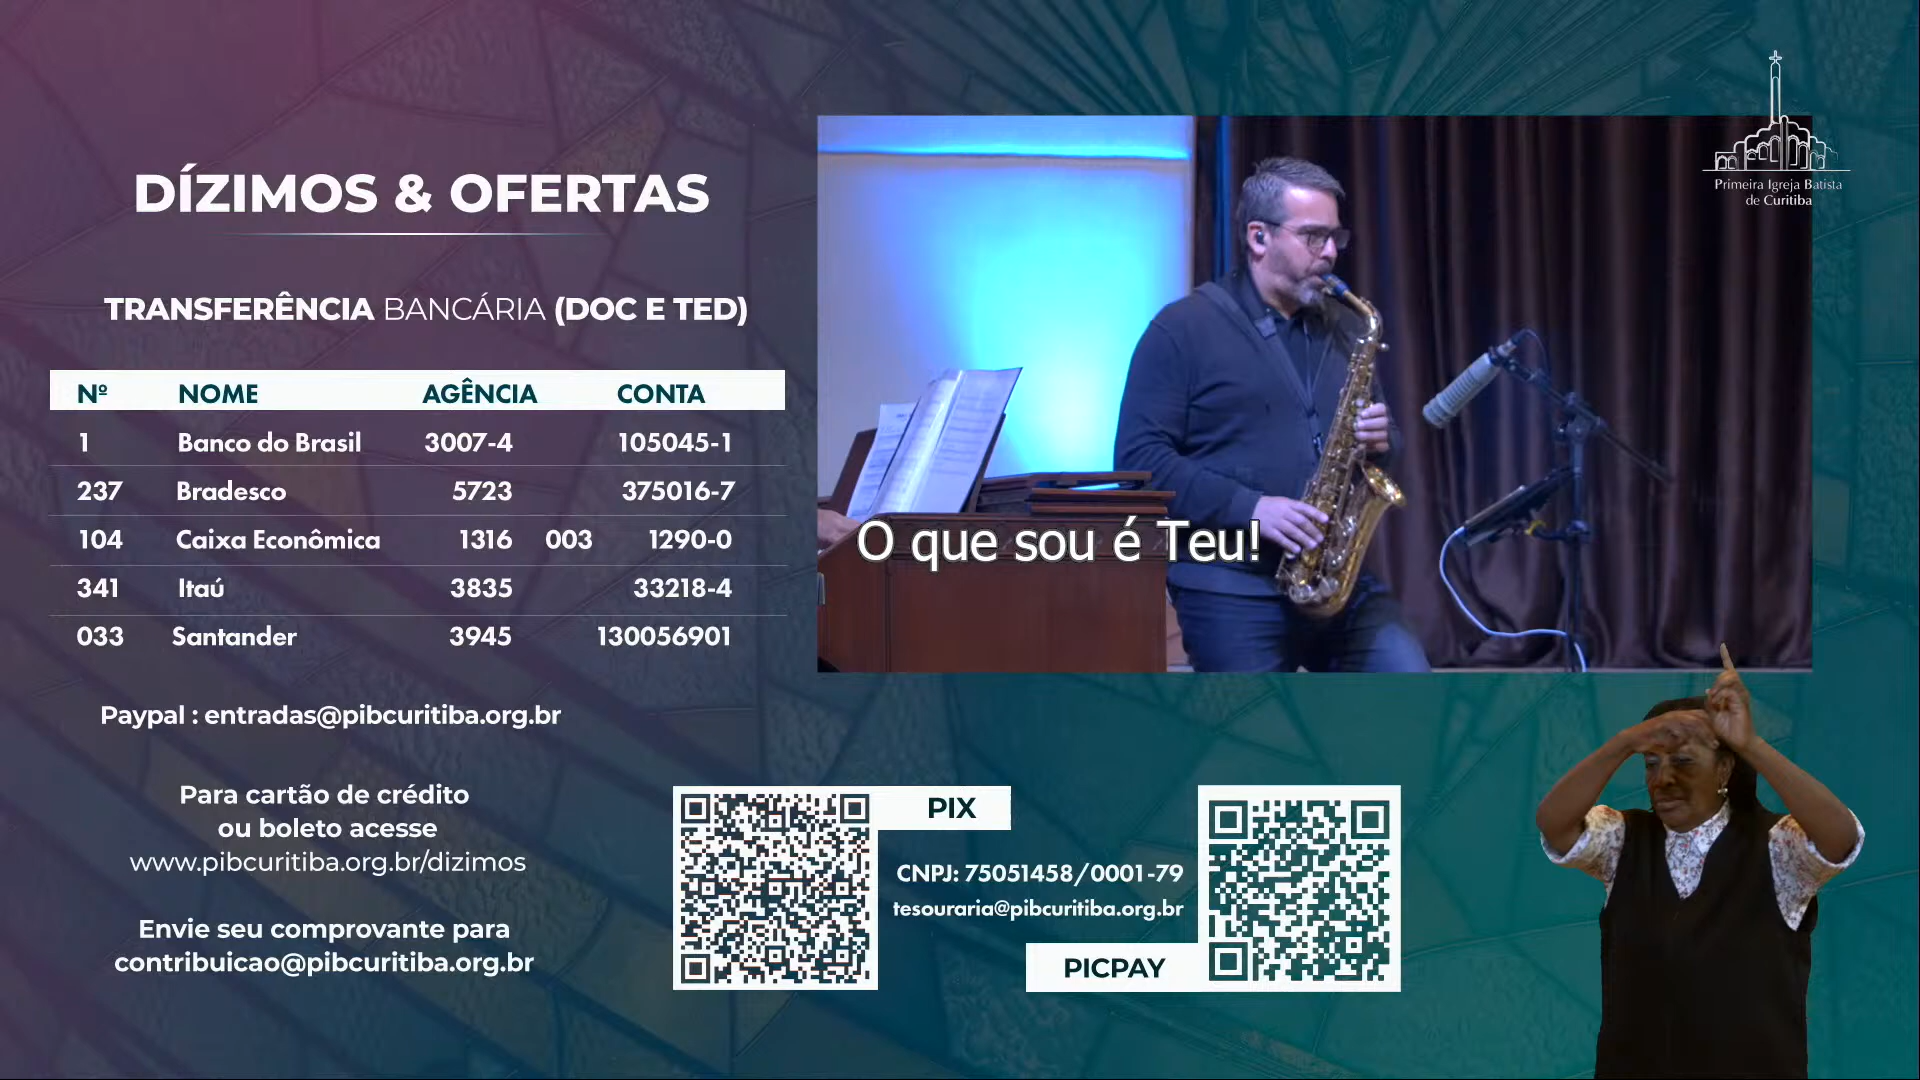 DÍZIMOS & OFERTAS
TRANSFERÊNCIA BANCÁRIA (DOC E TED)
Nº NOME AGÊNCIA CONTA
1 Banco do Brasil 3007-4 105045-1
237 Bradesco 5723 375016-7
104 Caixa Econômica 1316 003 1290-0
341 Itaú 3835 33218-4
033 Santander 3945 130056901
Paypal : entradas@pibcuritiba.org.br
Para cartão de crédito
ou boleto acesse
www.pibcuritiba.org.br/dizimos
Envie seu comprovante para
contribuicao@pibcuritiba.org.br
Primeira Igreja Batista
de Curitiba
O que sou é Teu!
PIX
CNPJ: 75051458/0001-79
tesouraria@pibcuritiba.org.br
PICPAY